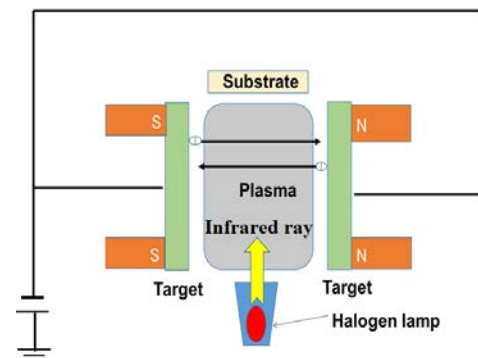 Substrate
S
N
Plasma
Infrared ray
S
N
Target
Target
Halogen lamp